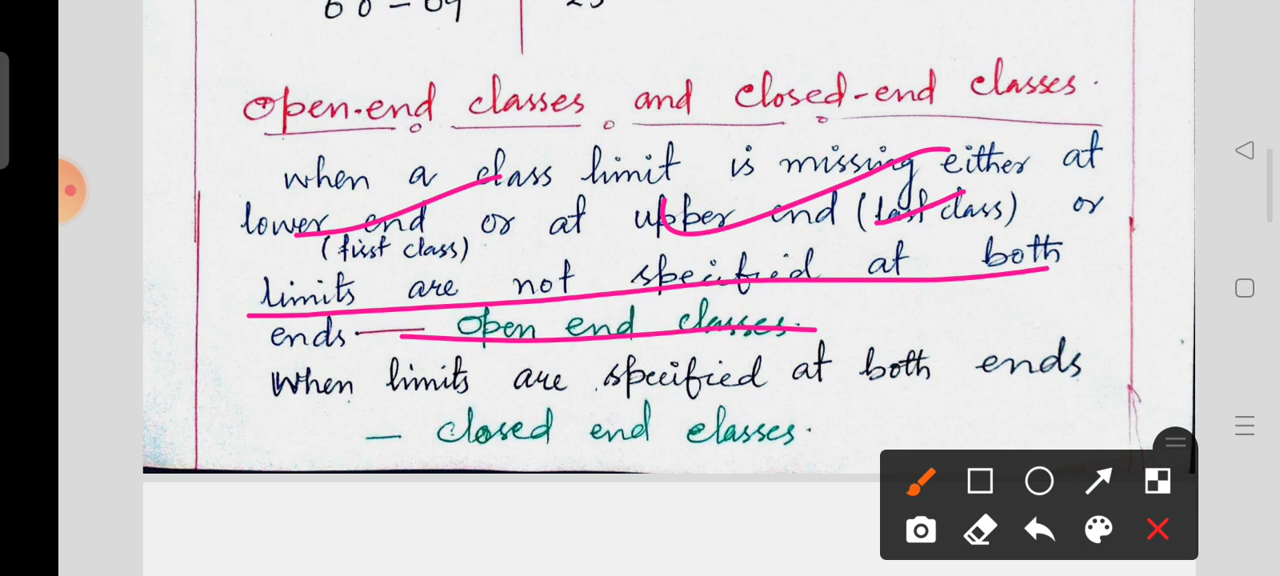 60 - 69
open-end classes and closed-end classes.
when a class limit is missing either at
lower end or at upper end (last class) or
(first class)
limits are not specified at both
ends — open end classes.
When limits are specified at both ends
— closed end classes.